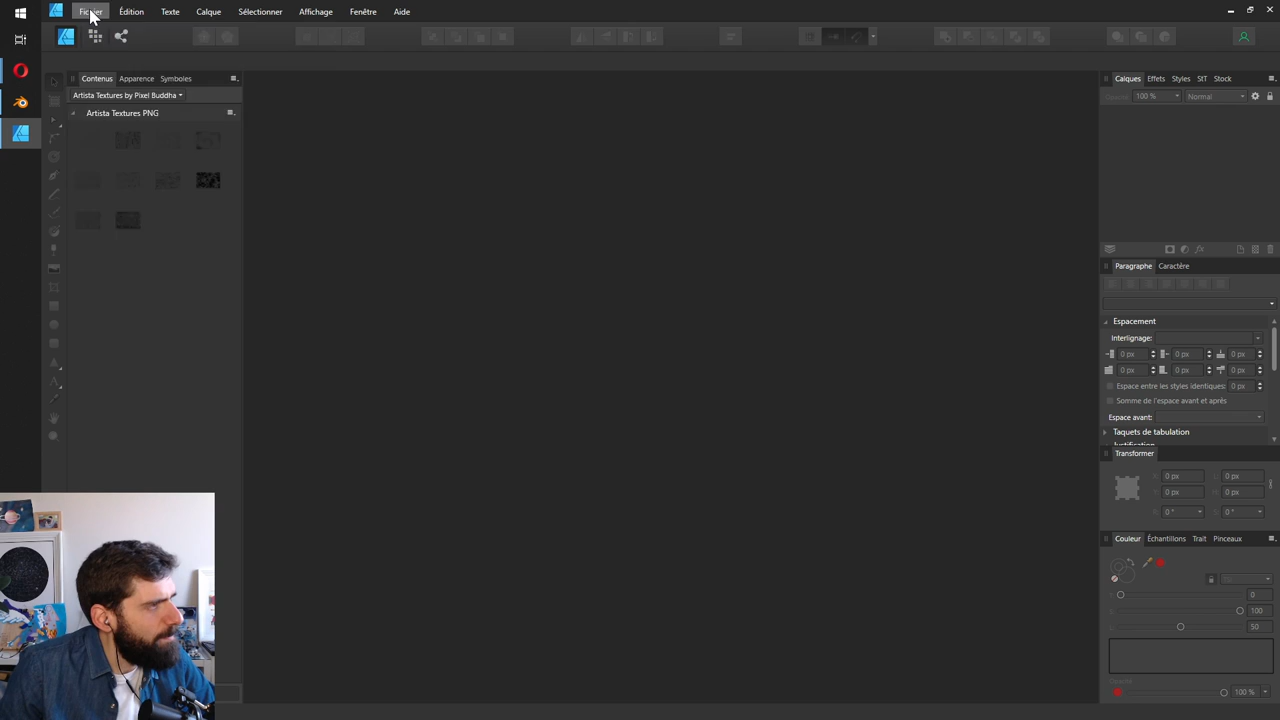 Fichier Édition Texte Calque Sélectionner Affichage Fenêtre Aide
Contenus Apparence Symboles
Artista Textures by Pixel Buddha
Artista Textures PNG
Calques Effets Styles StT Stock
100 % Normal
Paragraphe Caractère
Espacement
Interlignage:
0 px 0 px 0 px
0 px 0 px 0 px
Espace entre les styles identiques: 0 px
Somme de l'espace avant et après
Espace avant:
Taquets de tabulation
Justification
Transformer
X: 0 px L: 0 px
Y: 0 px H: 0 px
R: 0 ° S: 0 °
Couleur Échantillons Trait Pinceaux
0
100
50
Opacité
100 %